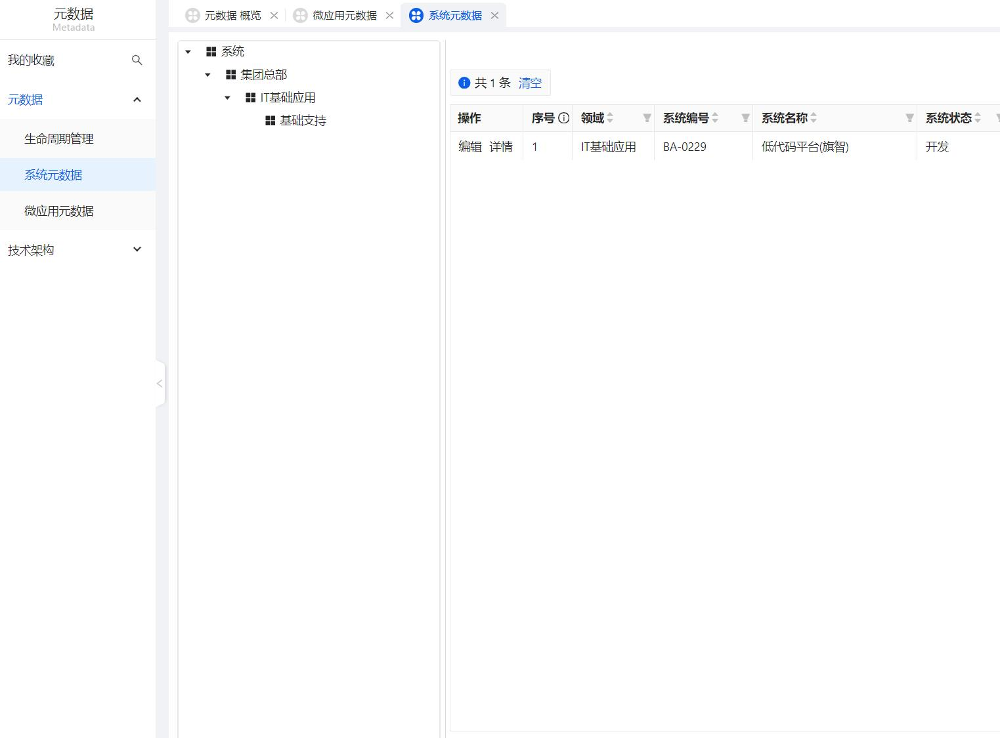 元数据
Metadata
我的收藏
元数据
生命周期管理
系统元数据
微应用元数据
技术架构
元数据 概览
微应用元数据
系统元数据
系统
集团总部
IT基础应用
基础支持
共 1 条 清空
操作 序号 领域 系统编号 系统名称 系统状态
编辑 详情 1 IT基础应用 BA-0229 低代码平台(旗智) 开发